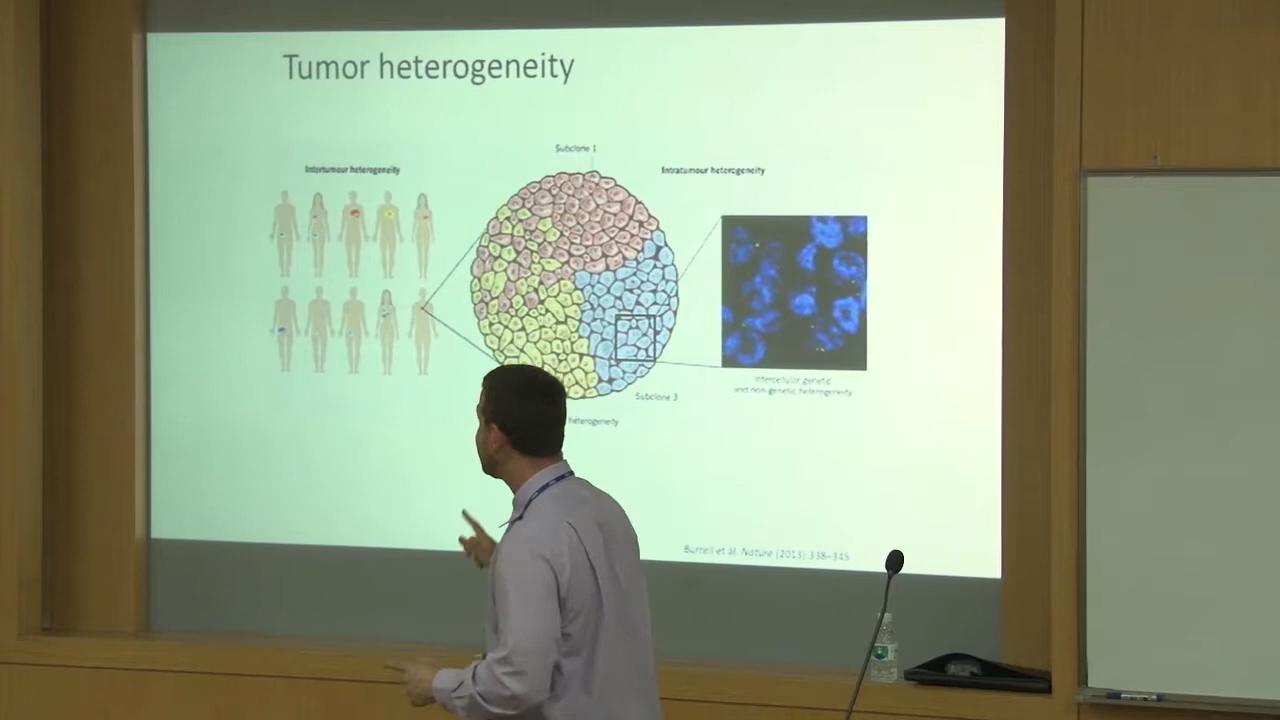 Tumor heterogeneity
Subclone 1
Intertumour heterogeneity
Intratumour heterogeneity
Intercellular genetic
and non-genetic heterogeneity
Subclone 3
heterogeneity
Burrell et al. Nature (2013) 338–345